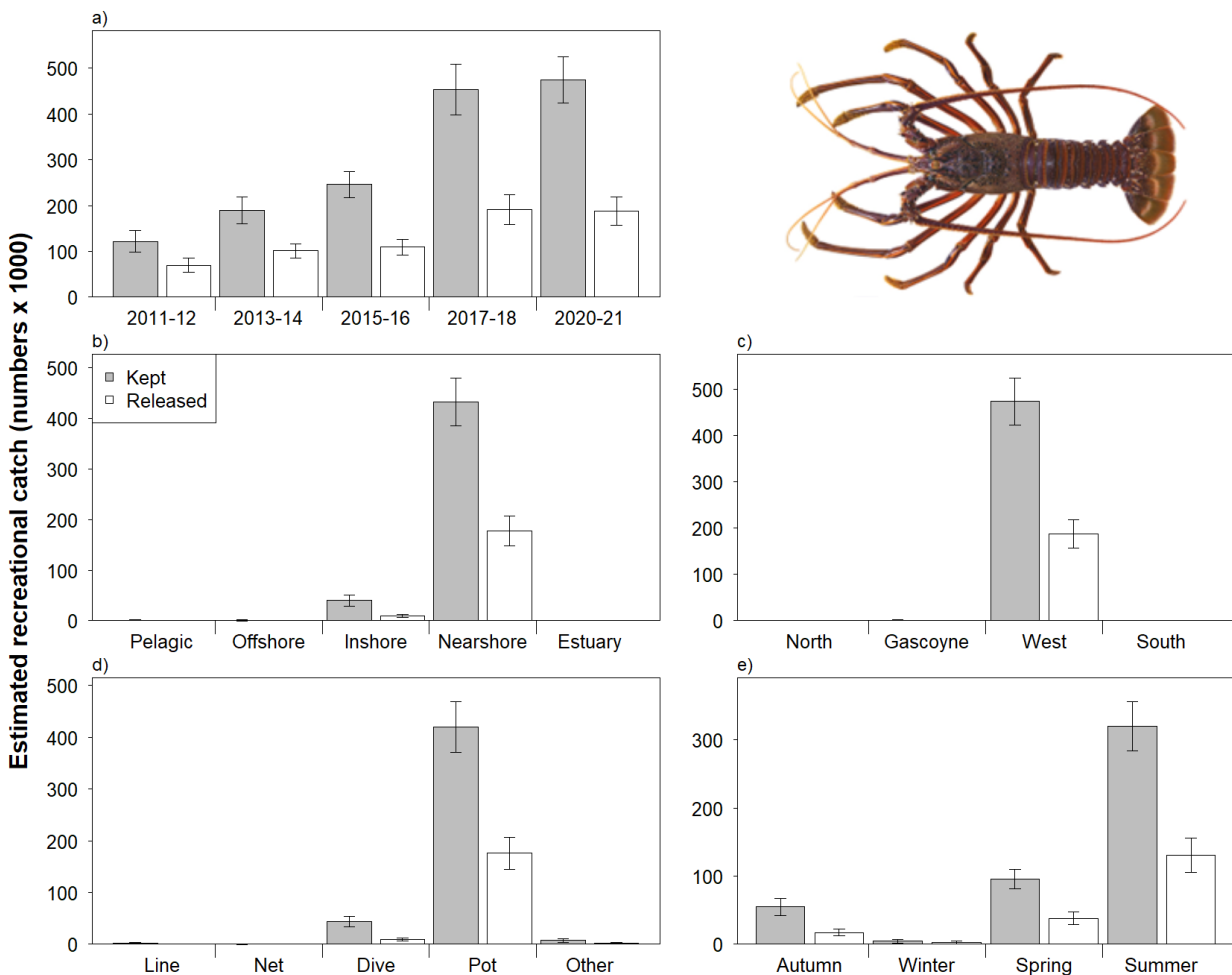 Estimated recreational catch (numbers x 1000)
a)
500
400
300
200
100
0
2011-12 2013-14 2015-16 2017-18 2020-21
b)
Kept
Released
500
400
300
200
100
0
Pelagic Offshore Inshore Nearshore Estuary
c)
500
400
300
200
100
0
North Gascoyne West South
d)
500
400
300
200
100
0
Line Net Dive Pot Other
e)
300
200
100
0
Autumn Winter Spring Summer